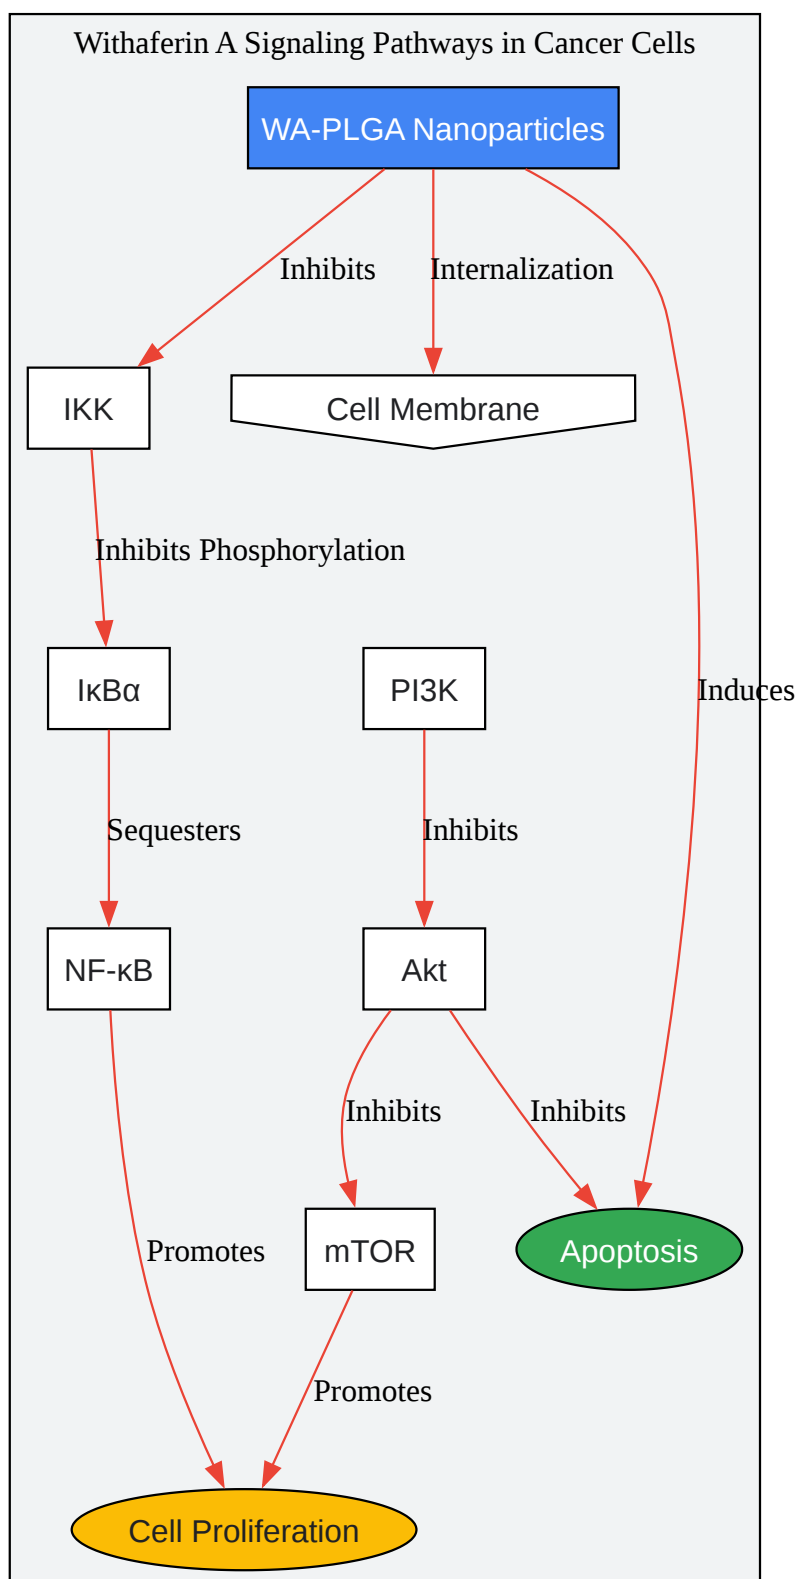 Withaferin A Signaling Pathways in Cancer Cells
WA-PLGA Nanoparticles
Inhibits
Internalization
IKK
Cell Membrane
Inhibits Phosphorylation
IκBα
PI3K
Induces
Sequesters
Inhibits
NF-κB
Akt
Inhibits
Inhibits
Promotes
mTOR
Apoptosis
Promotes
Cell Proliferation